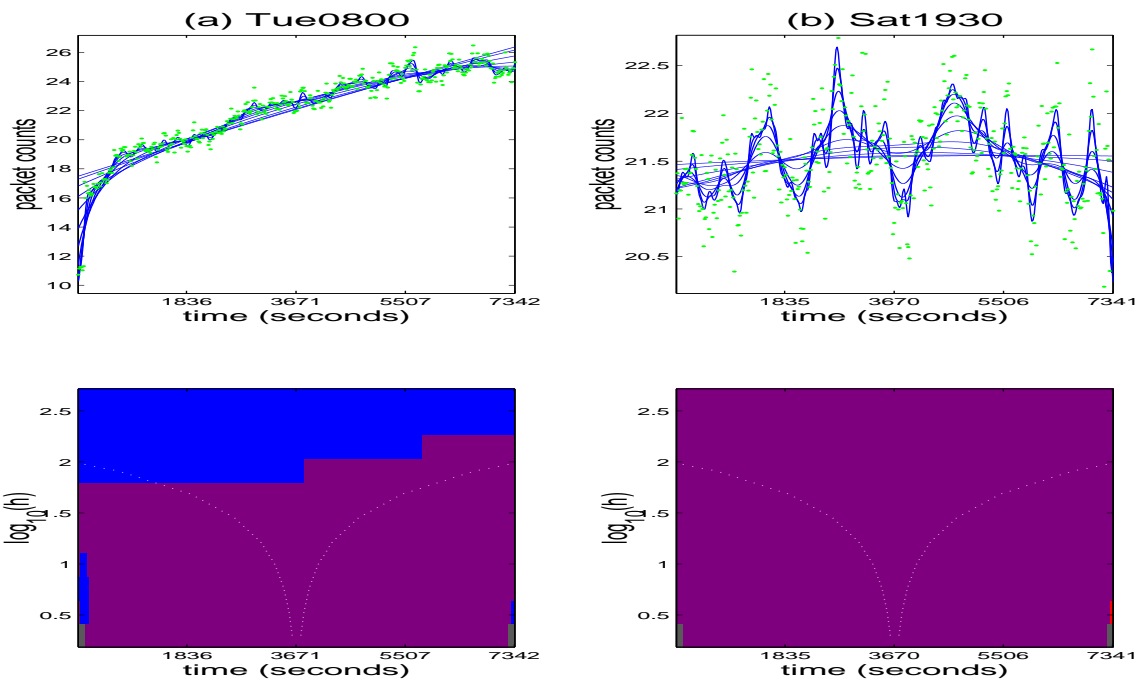 (a) Tue0800
26
24
22
20
18
16
14
12
10
packet counts
1836 3671 5507 7342
time (seconds)
(b) Sat1930
22.5
22
21.5
21
20.5
packet counts
1835 3670 5506 7341
time (seconds)
2.5
2
1.5
1
0.5
log10(h)
1836 3671 5507 7342
time (seconds)
2.5
2
1.5
1
0.5
log10(h)
1835 3670 5506 7341
time (seconds)